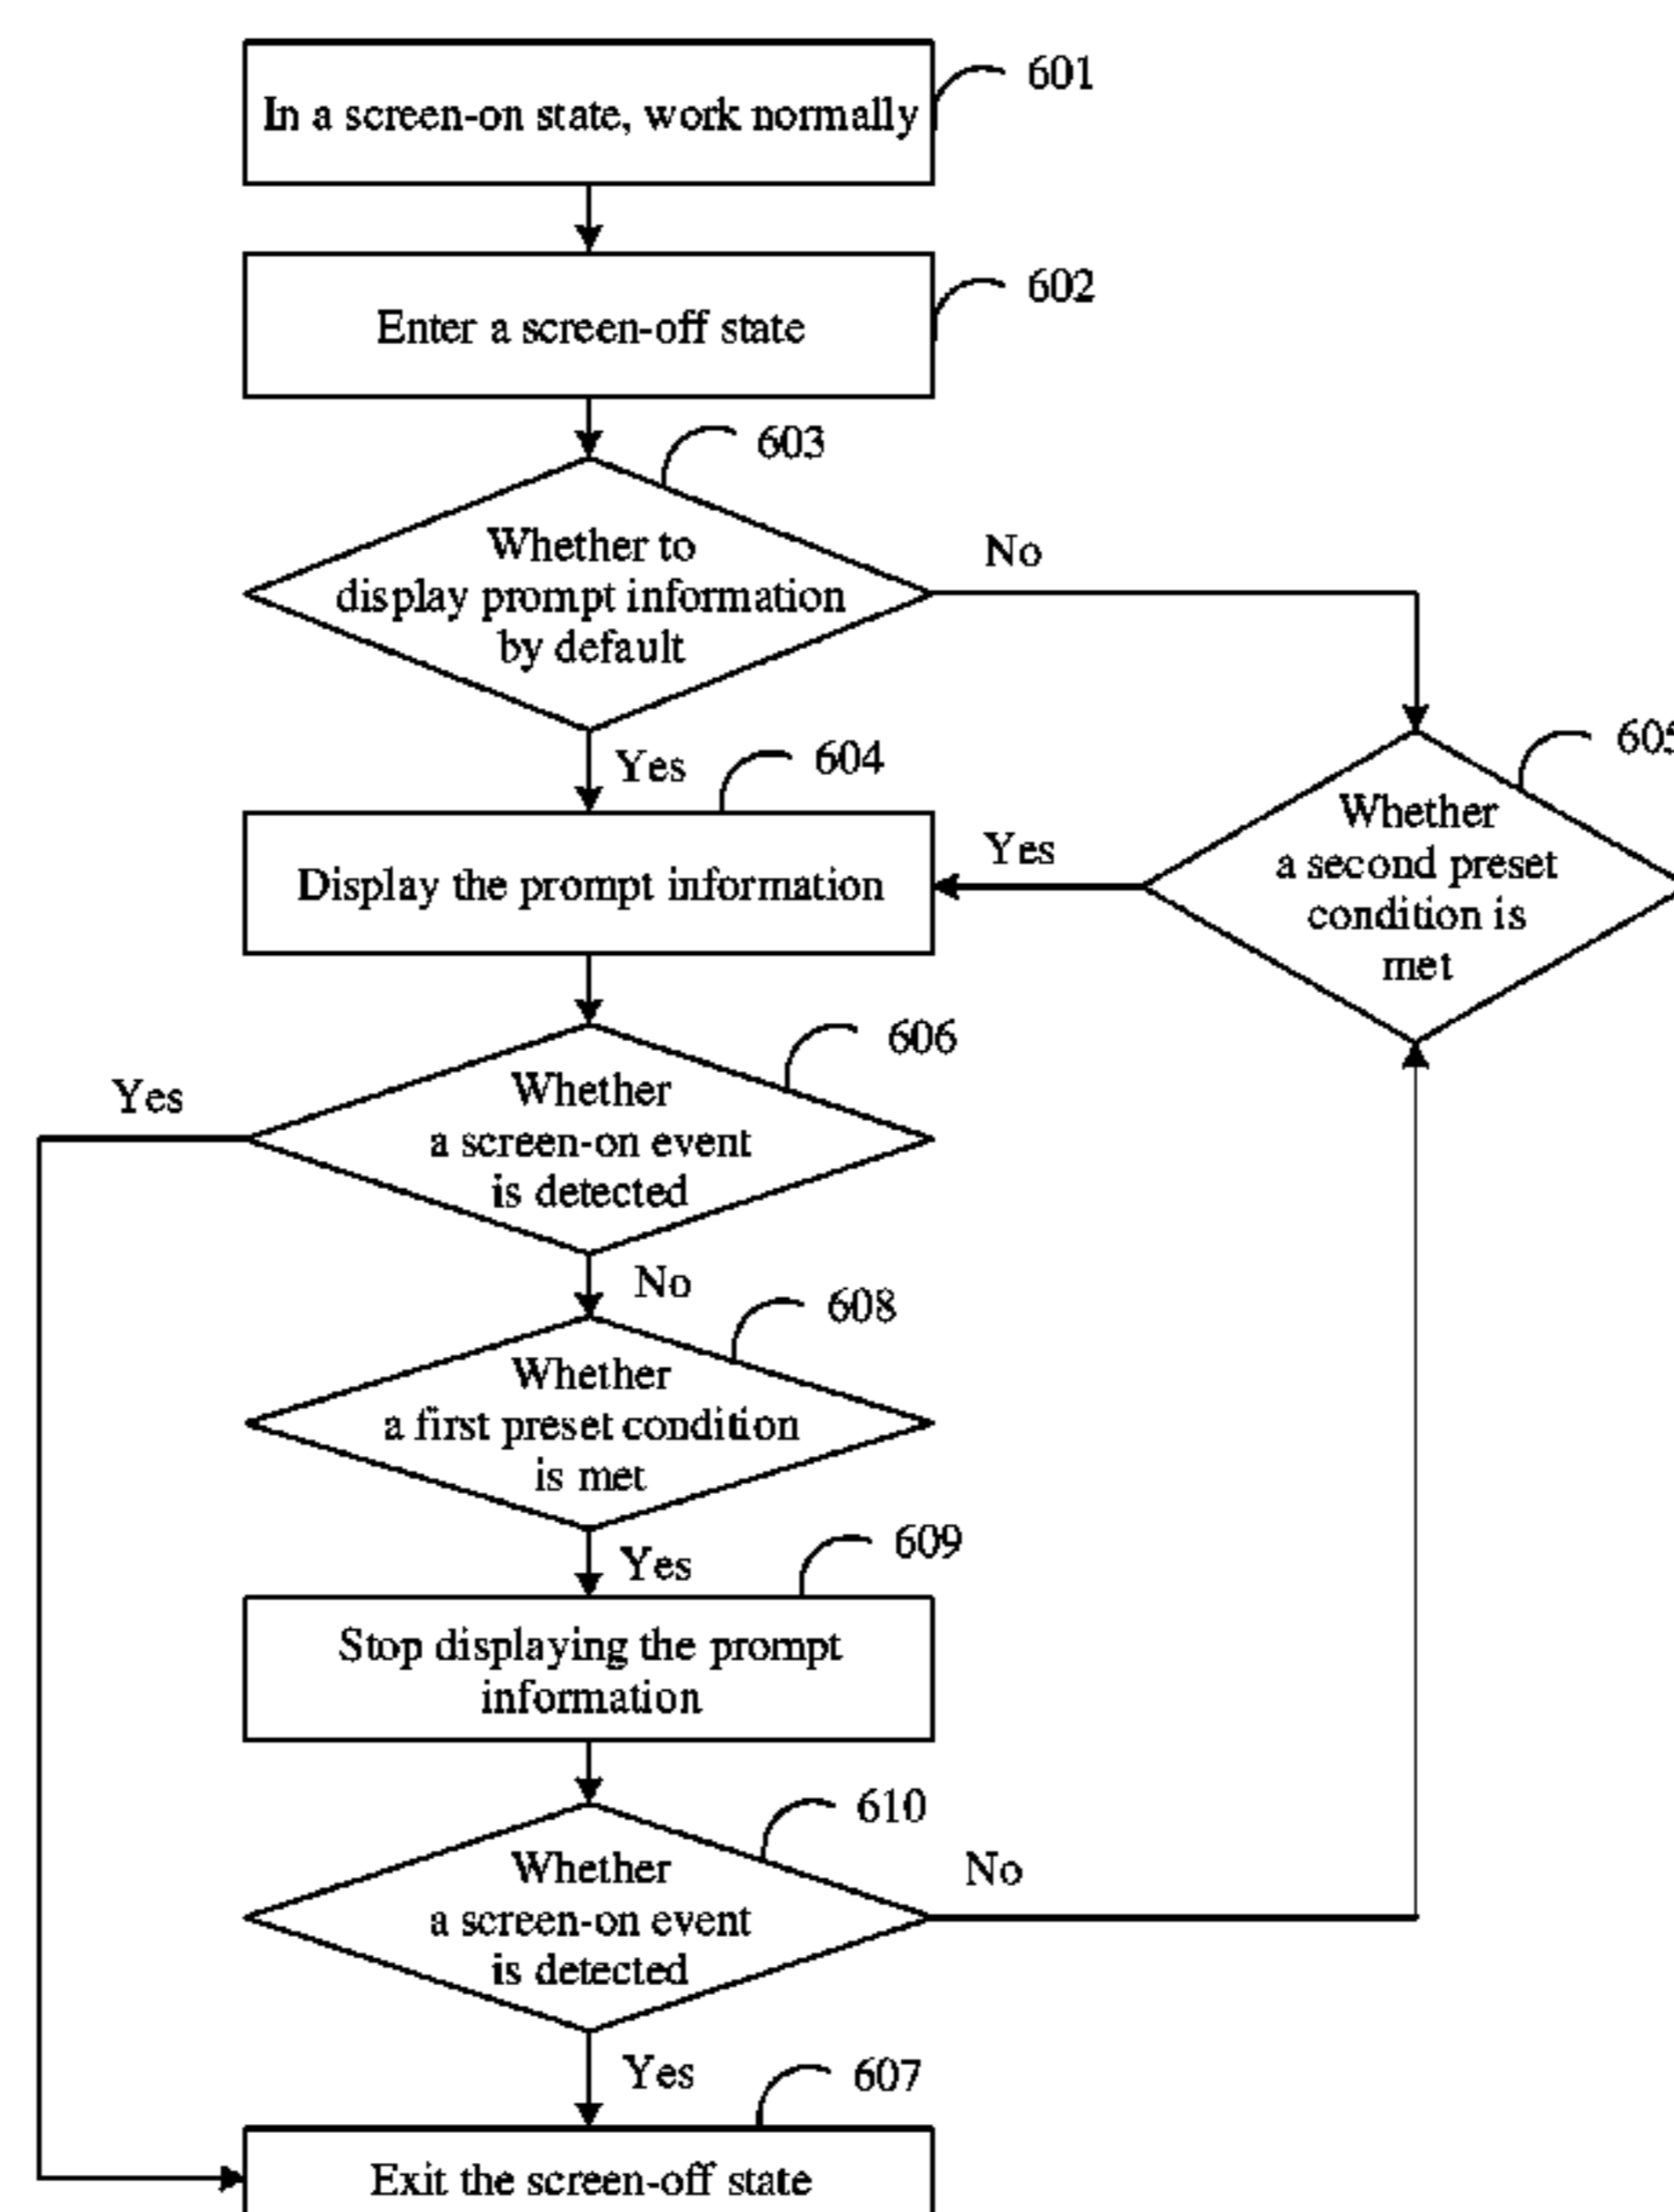 601
In a screen-on state, work normally
602
Enter a screen-off state
603
Whether to
display prompt information
by default
No
Yes
604
605
Whether
a second preset
condition is
met
Yes
Display the prompt information
606
Whether
a screen-on event
is detected
Yes
No
608
Whether
a first preset condition
is met
Yes
609
Stop displaying the prompt
information
610
Whether
a screen-on event
is detected
No
Yes
607
Exit the screen-off state